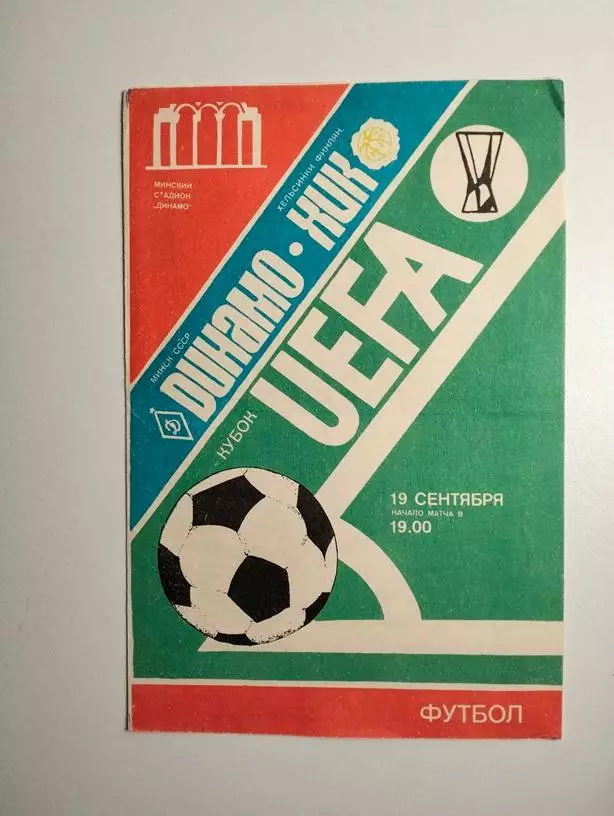 МИНСКИЙ
СТАДИОН
„ДИНАМО“
МИНСК СССР
ДИНАМО • ХИК
ХЕЛЬСИНКИ ФИНЛЯН.
КУБОК
UEFA
19 СЕНТЯБРЯ
НАЧАЛО МАТЧА В
19.00
ФУТБОЛ